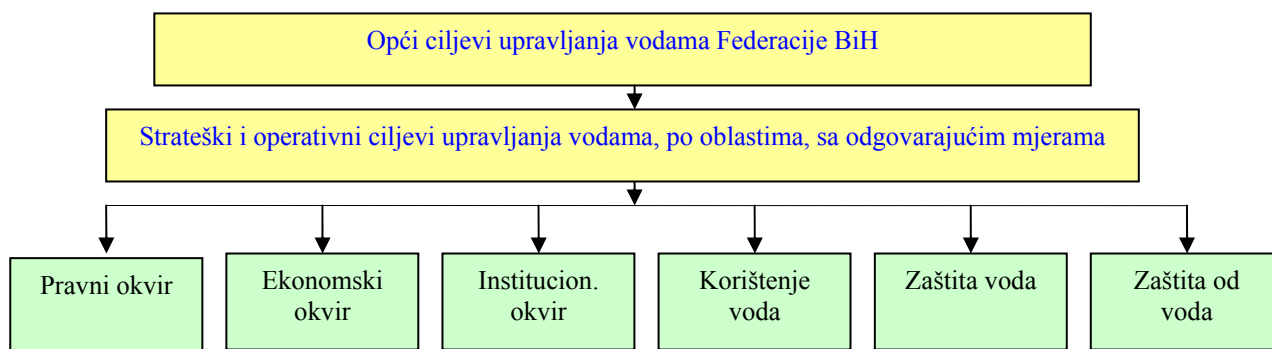 Opći ciljevi upravljanja vodama Federacije BiH
Strateški i operativni ciljevi upravljanja vodama, po oblastima, sa odgovarajućim mjerama
Pravni okvir
Ekonomski
okvir
Institucion.
okvir
Korištenje
voda
Zaštita voda
Zaštita od
voda